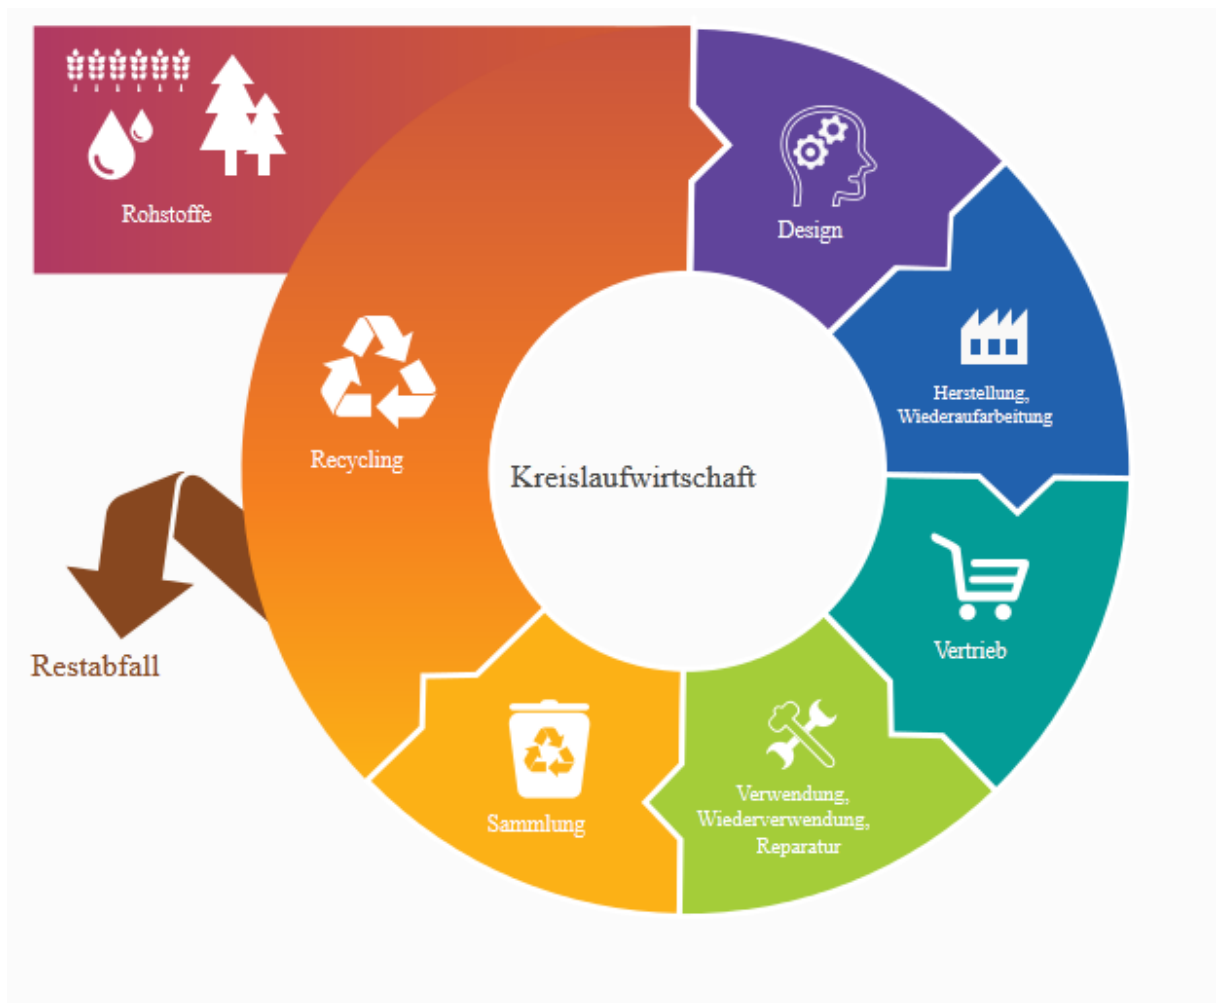 Rohstoffe
Design
Herstellung,
Wiederaufarbeitung
Recycling
Kreislaufwirtschaft
Vertrieb
Restabfall
Verwendung,
Wiederverwendung,
Reparatur
Sammlung